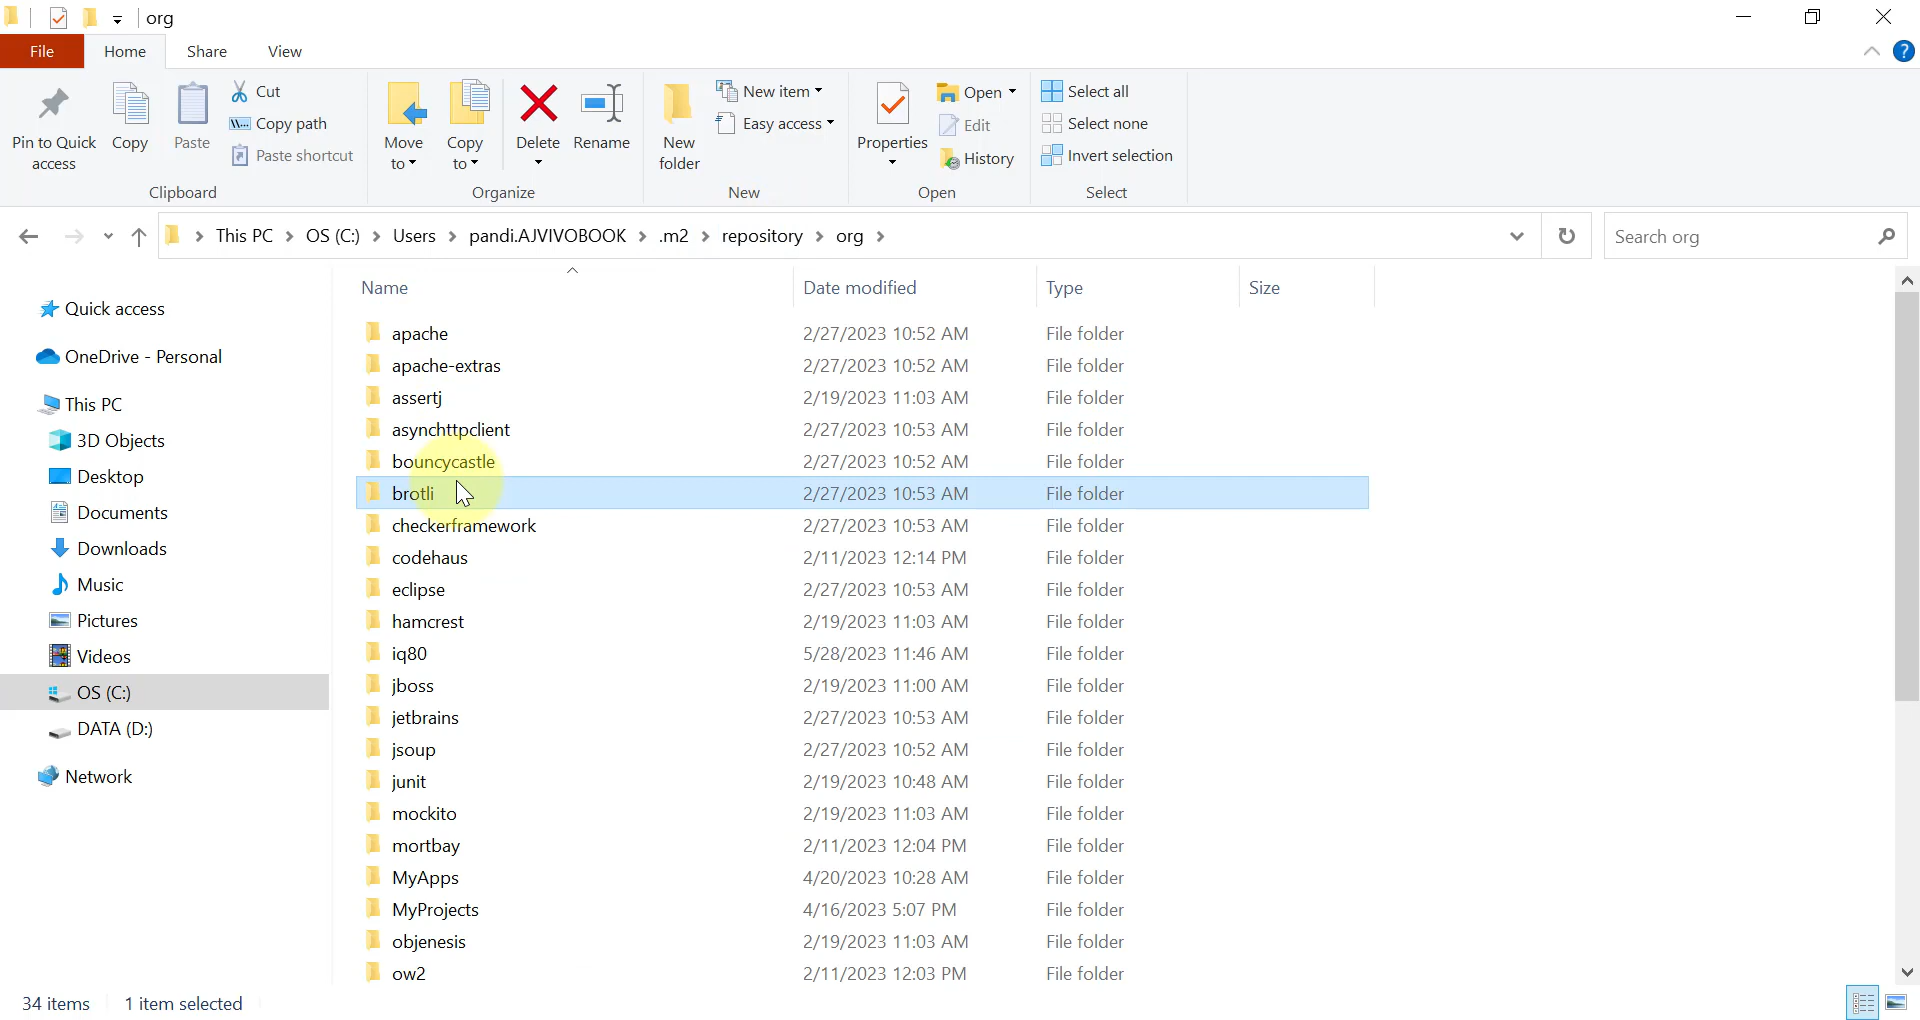 org
File Home Share View
Pin to Quick access
Copy
Paste
Cut
Copy path
Paste shortcut
Clipboard
Move to
Copy to
Delete
Rename
Organize
New folder
New item
Easy access
New
Properties
Open
Edit
History
Open
Select all
Select none
Invert selection
Select
This PC OS (C:) Users pandi.AJVIVOBOOK .m2 repository org
Search org
Quick access
OneDrive - Personal
This PC
3D Objects
Desktop
Documents
Downloads
Music
Pictures
Videos
OS (C:)
DATA (D:)
Network
Name Date modified Type Size
apache 2/27/2023 10:52 AM File folder
apache-extras 2/27/2023 10:52 AM File folder
assertj 2/19/2023 11:03 AM File folder
asynchttpclient 2/27/2023 10:53 AM File folder
bouncycastle 2/27/2023 10:52 AM File folder
brotli 2/27/2023 10:53 AM File folder
checkerframework 2/27/2023 10:53 AM File folder
codehaus 2/11/2023 12:14 PM File folder
eclipse 2/27/2023 10:53 AM File folder
hamcrest 2/19/2023 11:03 AM File folder
iq80 5/28/2023 11:46 AM File folder
jboss 2/19/2023 11:00 AM File folder
jetbrains 2/27/2023 10:53 AM File folder
jsoup 2/27/2023 10:52 AM File folder
junit 2/19/2023 10:48 AM File folder
mockito 2/19/2023 11:03 AM File folder
mortbay 2/11/2023 12:04 PM File folder
MyApps 4/20/2023 10:28 AM File folder
MyProjects 4/16/2023 5:07 PM File folder
objenesis 2/19/2023 11:03 AM File folder
ow2 2/11/2023 12:03 PM File folder
34 items 1 item selected